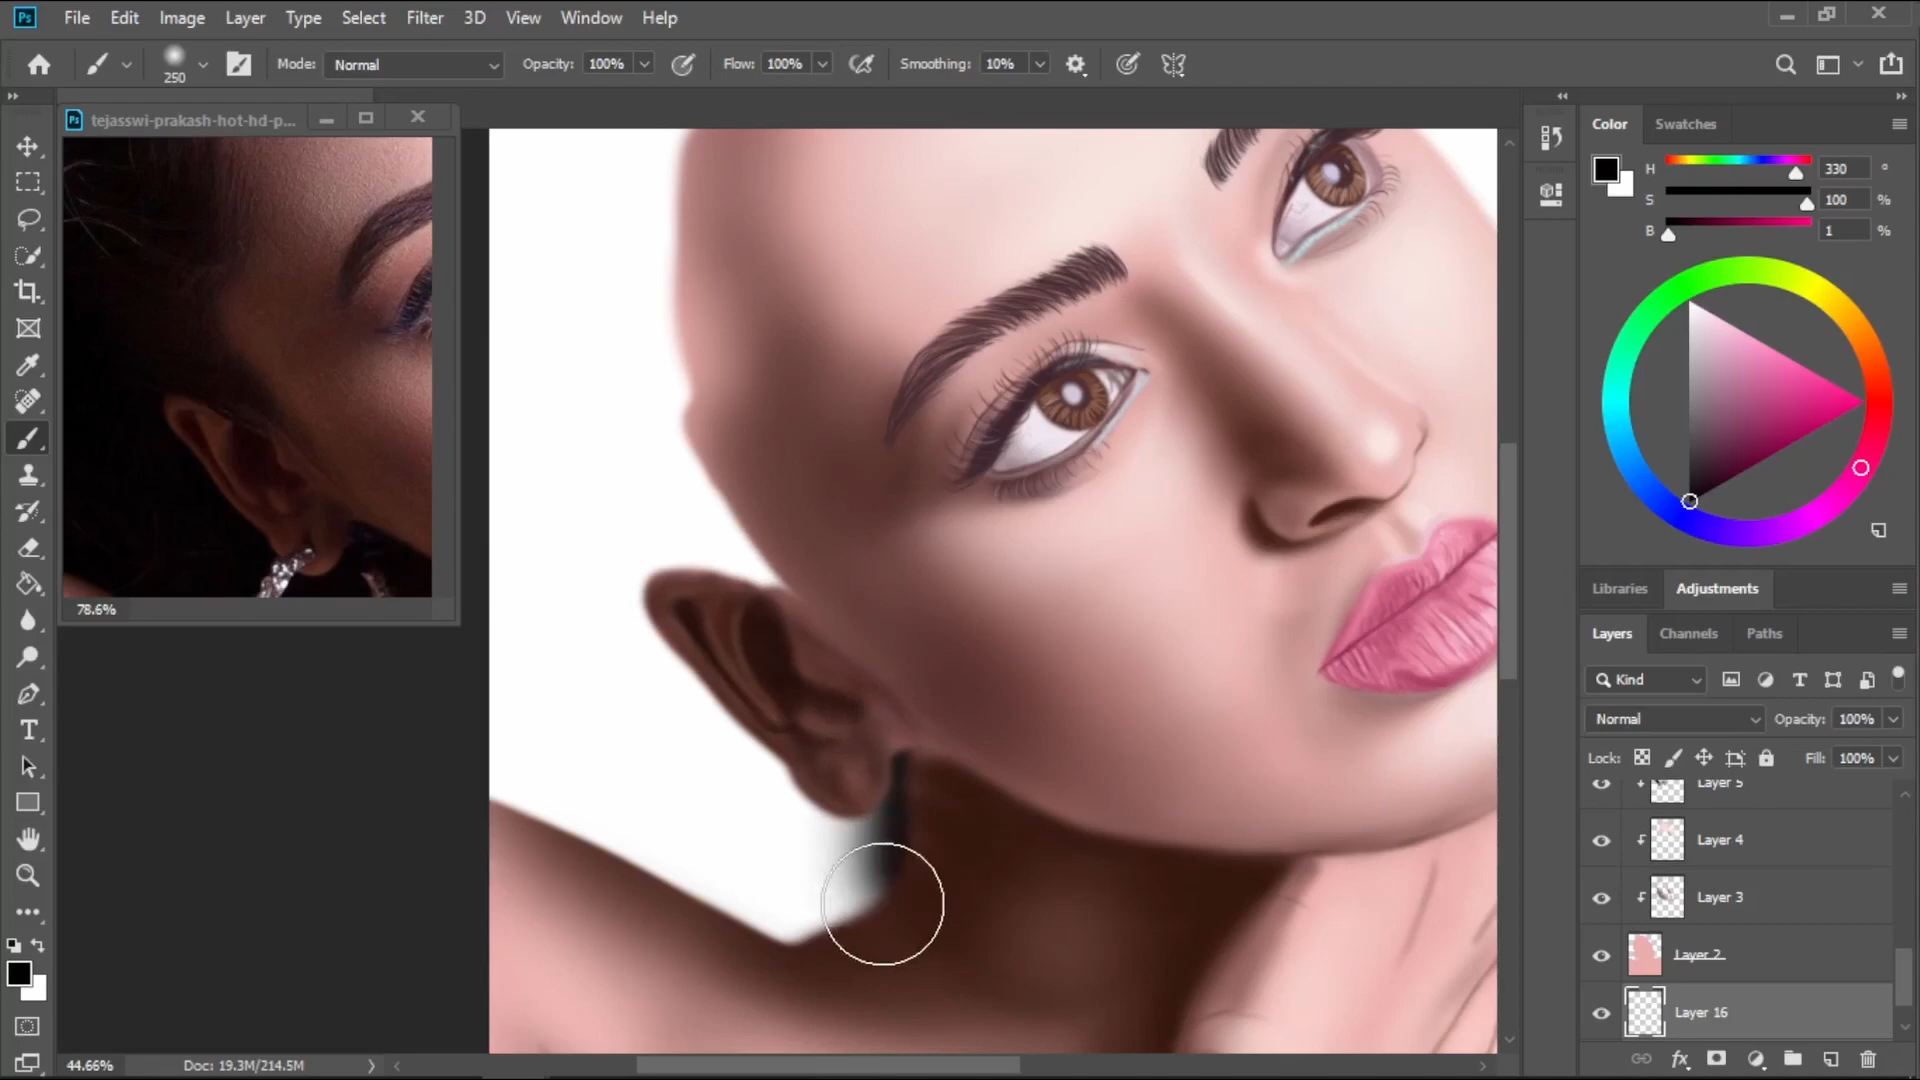 Ps File Edit Image Layer Type Select Filter 3D View Window Help
250 Mode: Normal Opacity: 100% Flow: 100% Smoothing: 10%
Ps tejasswi-prakash-hot-hd-p...
78.6%
Color Swatches
H 330 °
S 100 %
B 1 %
Libraries Adjustments
Layers Channels Paths
Kind T
Normal Opacity: 100%
Lock: Fill: 100%
Layer 5
Layer 4
Layer 3
Layer 2
Layer 16
T
fx
44.66% Doc: 19.3M/214.5M